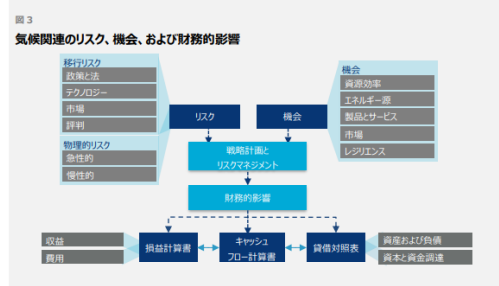 図 3
気候関連のリスク、機会、および財務的影響
移行リスク
政策と法
テクノロジー
市場
評判
物理的リスク
急性的
慢性的
リスク
機会
機会
資源効率
エネルギー源
製品とサービス
市場
レジリエンス
戦略計画と
リスクマネジメント
財務的影響
収益
費用
損益計算書
キャッシュ
フロー計算書
貸借対照表
資産および負債
資本と資金調達